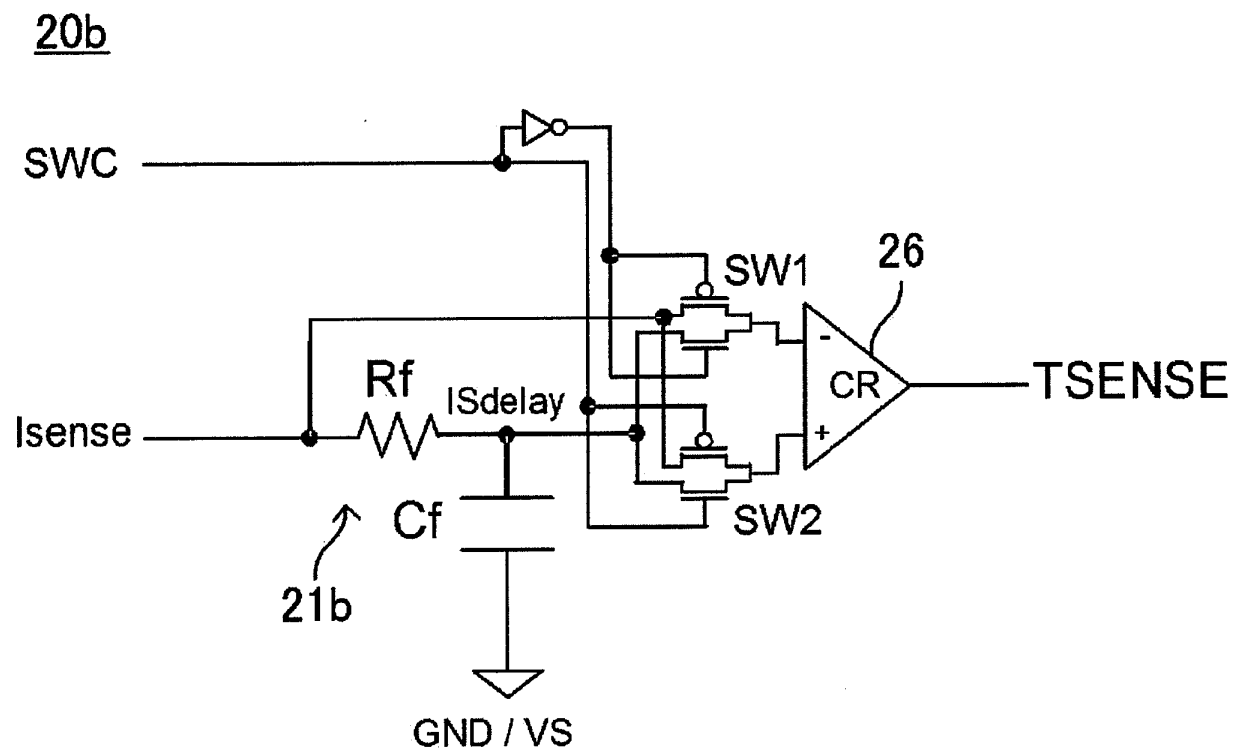 20b
SWC
SW1
26
-
CR
TSENSE
Rf
ISdelay
Isense
+
Cf
SW2
21b
GND / VS